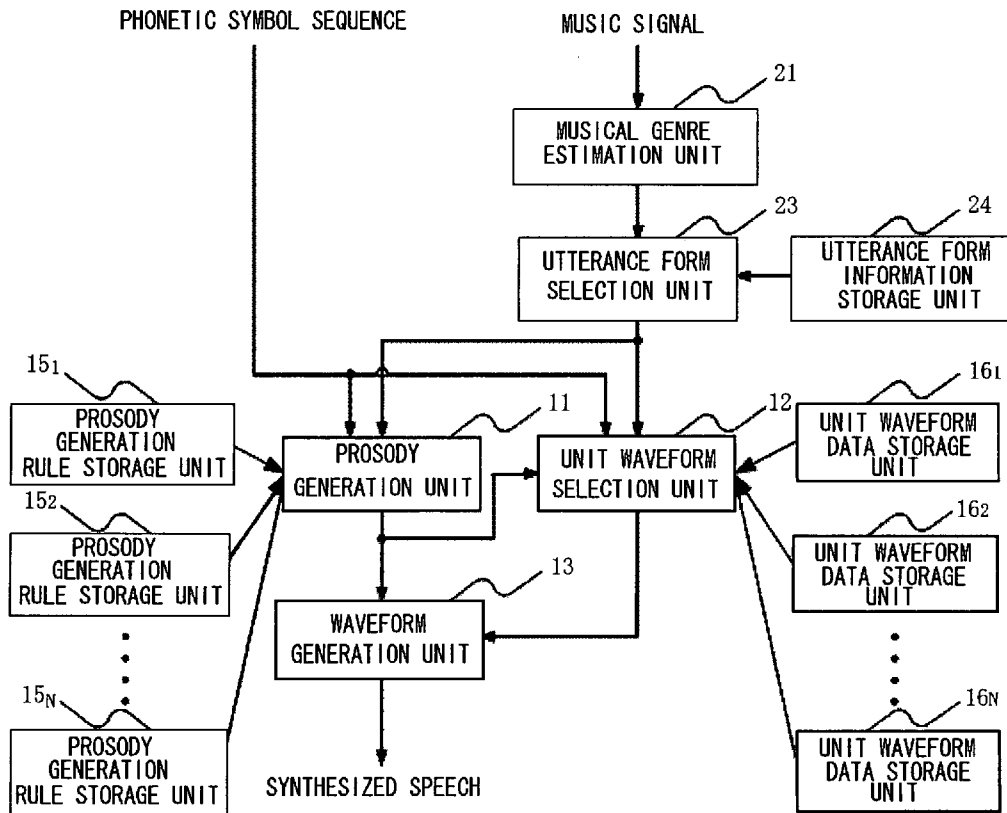 PHONETIC SYMBOL SEQUENCE
MUSIC SIGNAL
21
MUSICAL GENRE
ESTIMATION UNIT
23
24
UTTERANCE FORM
SELECTION UNIT
UTTERANCE FORM
INFORMATION
STORAGE UNIT
151
PROSODY
GENERATION
RULE STORAGE UNIT
11
PROSODY
GENERATION UNIT
12
UNIT WAVEFORM
SELECTION UNIT
161
UNIT WAVEFORM
DATA STORAGE
UNIT
152
PROSODY
GENERATION
RULE STORAGE UNIT
162
UNIT WAVEFORM
DATA STORAGE
UNIT
13
WAVEFORM
GENERATION UNIT
15N
PROSODY
GENERATION
RULE STORAGE UNIT
16N
UNIT WAVEFORM
DATA STORAGE
UNIT
SYNTHESIZED SPEECH